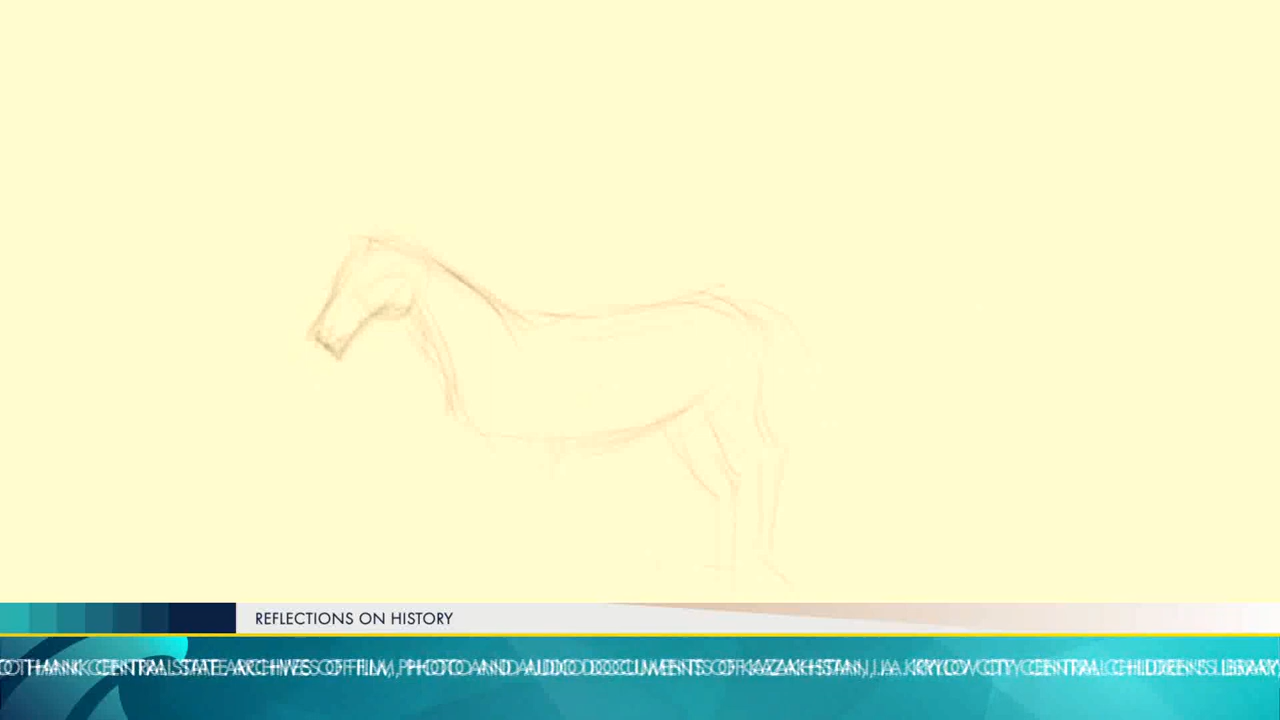 REFLECTIONS ON HISTORY
O THANK CENTRAL STATE ARCHIVES OF FILM, PHOTO AND AUDIO DOCUMENTS OF KAZAKHSTAN, I.A. KRYLOV CITY CENTRAL CHILDREN'S LIBRARY